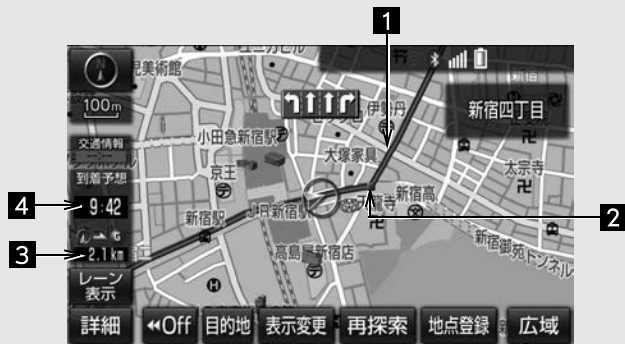 1
ユニカビル
児美術館
100m
新宿四丁目
交通情報
伊勢丹
小田急新宿駅
到着予想
大塚家具
太宗寺
京王
4
9:42
新宿高
新宿駅
JR新宿駅
2
天龍寺
3
2.1km
高島屋新宿店
新宿御苑トンネル
レーン
表示
詳細
Off
目的地
表示変更
再探索
地点登録
広域